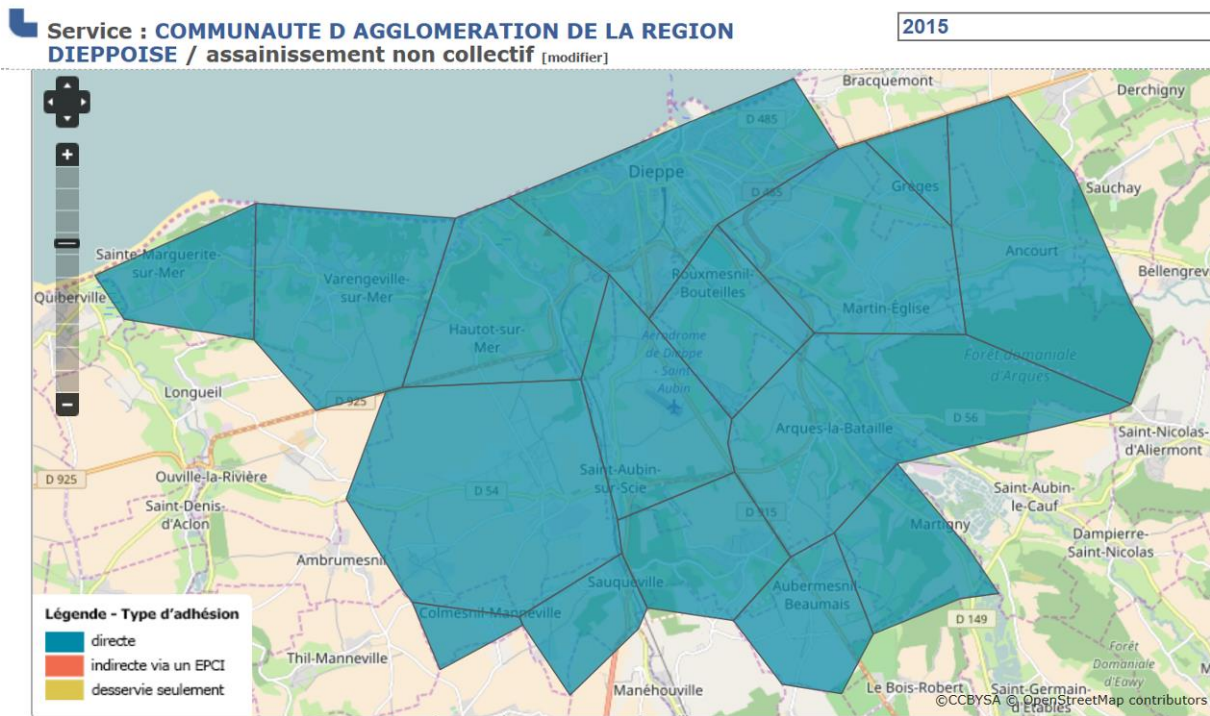 Service : COMMUNAUTE D AGGLOMERATION DE LA REGION
DIEPPOISE / assainissement non collectif [modifier]
2015
Bracquemont
Derchigny
D 485
Dieppe
D 485
Grèges
Sauchay
Sainte-Marguerite-
sur-Mer
Ancourt
Bellengrev
Quiberville
Varengeville-
sur-Mer
Rouxmesnil-
Bouteilles
Martin-Église
Hautot-sur-
Mer
Aérodrome
de Dieppe
- Saint
Aubin
Forêt domaniale
d'Arques
Longueil
D 925
D 56
Arques-la-Bataille
Saint-Nicolas-
d'Aliermont
D 925
Ouville-la-Rivière
Saint-Aubin-
sur-Scie
D 54
Saint-Aubin-
le-Cauf
Saint-Denis-
d'Aclon
D 915
Martigny
Dampierre-
Saint-Nicolas
Ambrumesnil
Sauqueville
Aubermesnil-
Beaumais
Colmesnil-Manneville
D 149
Légende - Type d'adhésion
directe
indirecte via un EPCI
desservie seulement
Thil-Manneville
Manéhouville
Le Bois-Robert
Saint-Germain-
d'Étables
Forêt
Domaniale
d'Eawy
©CCBYSA © OpenStreetMap contributors